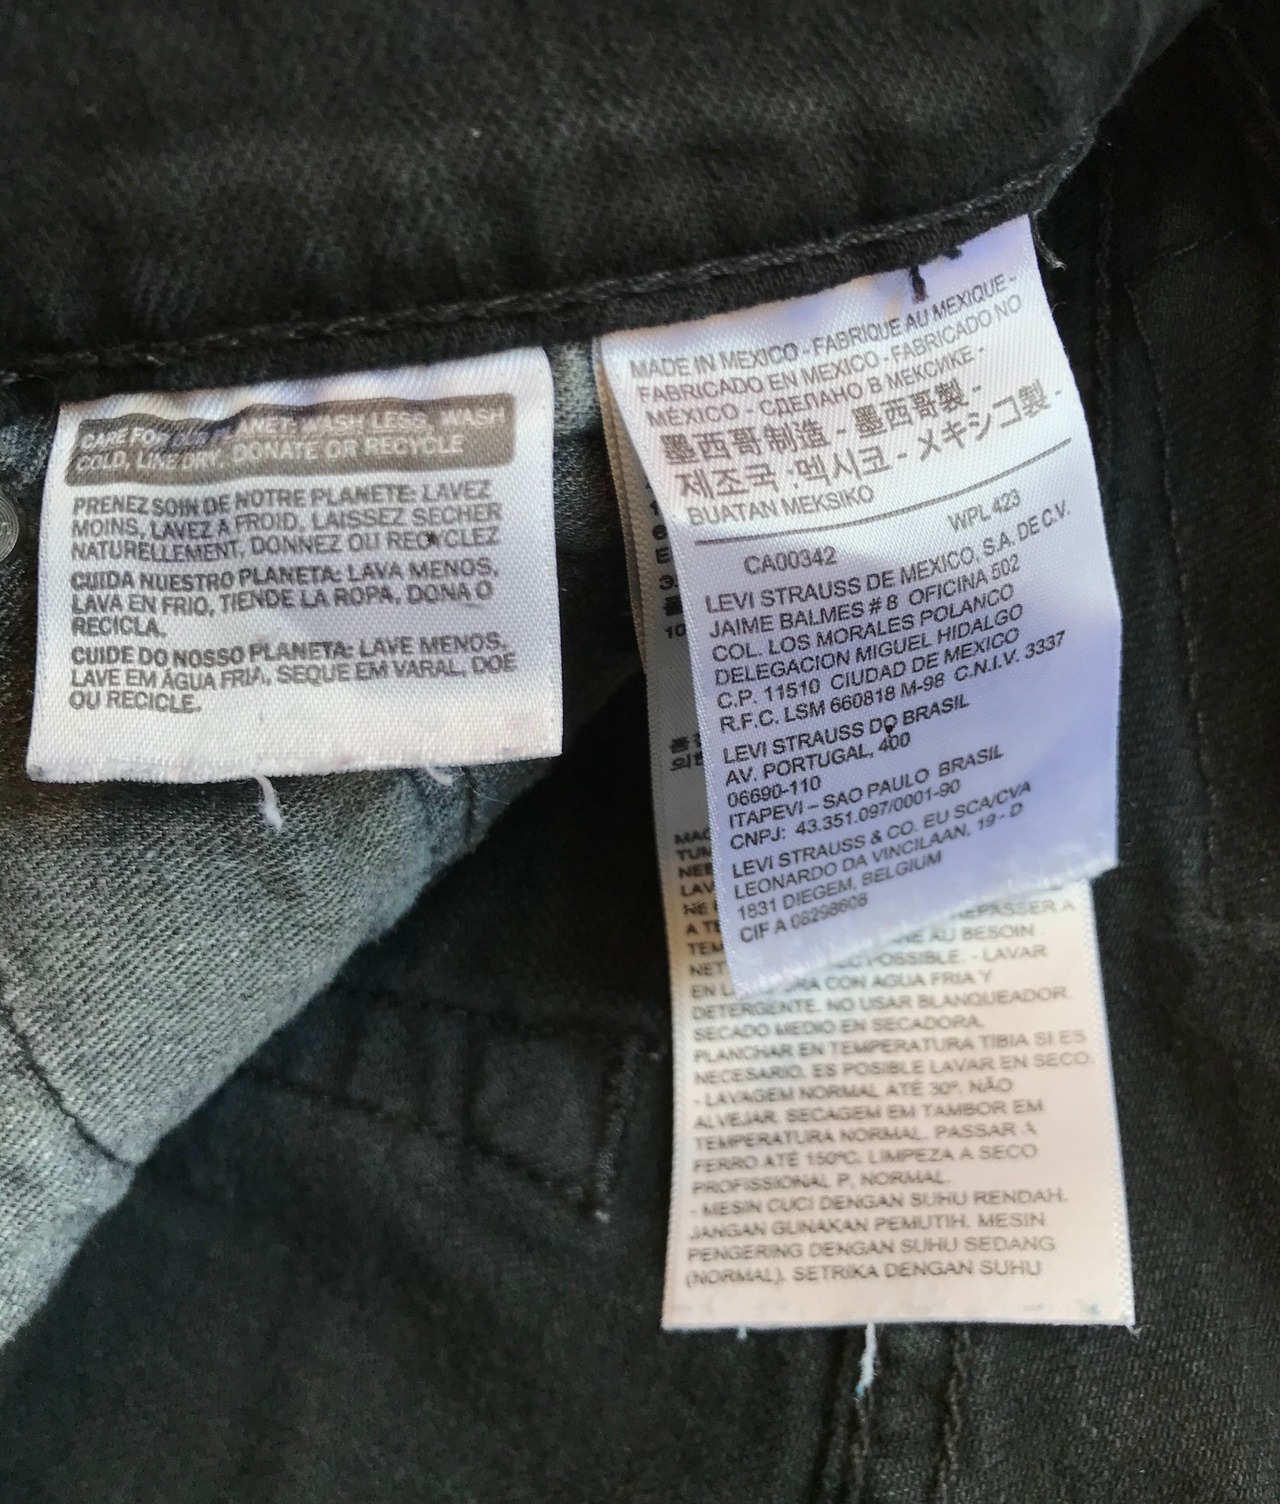 CARE FOR OUR PLANET: WASH LESS, WASH
COLD, LINE DRY, DONATE OR RECYCLE
PRENEZ SOIN DE NOTRE PLANETE: LAVEZ
MOINS, LAVEZ A FROID, LAISSEZ SECHER
NATURELLEMENT, DONNEZ OU RECYCLEZ
CUIDA NUESTRO PLANETA: LAVA MENOS,
LAVA EN FRIO, TIENDE LA ROPA, DONA O
RECICLA.
CUIDE DO NOSSO PLANETA: LAVE MENOS,
LAVE EM ÁGUA FRIA, SEQUE EM VARAL, DOE
OU RECICLE.
MADE IN MEXICO - FABRIQUE AU MEXIQUE -
FABRICADO EN MEXICO - FABRICADO NO
MÉXICO - СДЕЛАНО В МЕКСИКЕ -
墨西哥制造 - 墨西哥製 -
제조국 :멕시코 - メキシコ製 -
BUATAN MEKSIKO
WPL 423
CA00342
LEVI STRAUSS DE MEXICO, S.A. DE C.V.
JAIME BALMES # 8 OFICINA 502
COL. LOS MORALES POLANCO
DELEGACION MIGUEL HIDALGO
C.P. 11510 CIUDAD DE MEXICO
R.F.C. LSM 660818 M-98 C.N.I.V. 3337
LEVI STRAUSS DO BRASIL
AV. PORTUGAL, 400
06690-110
ITAPEVI – SAO PAULO BRASIL
CNPJ: 43.351.097/0001-90
LEVI STRAUSS & CO. EU SCA/CVA
LEONARDO DA VINCILAAN, 19 - D
1831 DIEGEM, BELGIUM
CIF A 08298608
REPASSER A
AU BESOIN.
POSSIBLE. - LAVAR
CON AGUA FRIA Y
DETERGENTE. NO USAR BLANQUEADOR.
SECADO MEDIO EN SECADORA.
PLANCHAR EN TEMPERATURA TIBIA SI ES
NECESARIO. ES POSIBLE LAVAR EN SECO.
- LAVAGEM NORMAL ATÉ 30º. NÃO
ALVEJAR. SECAGEM EM TAMBOR EM
TEMPERATURA NORMAL. PASSAR A
FERRO ATÉ 150ºC. LIMPEZA A SECO
PROFISSIONAL P, NORMAL.
- MESIN CUCI DENGAN SUHU RENDAH.
JANGAN GUNAKAN PEMUTIH. MESIN
PENGERING DENGAN SUHU SEDANG
(NORMAL). SETRIKA DENGAN SUHU